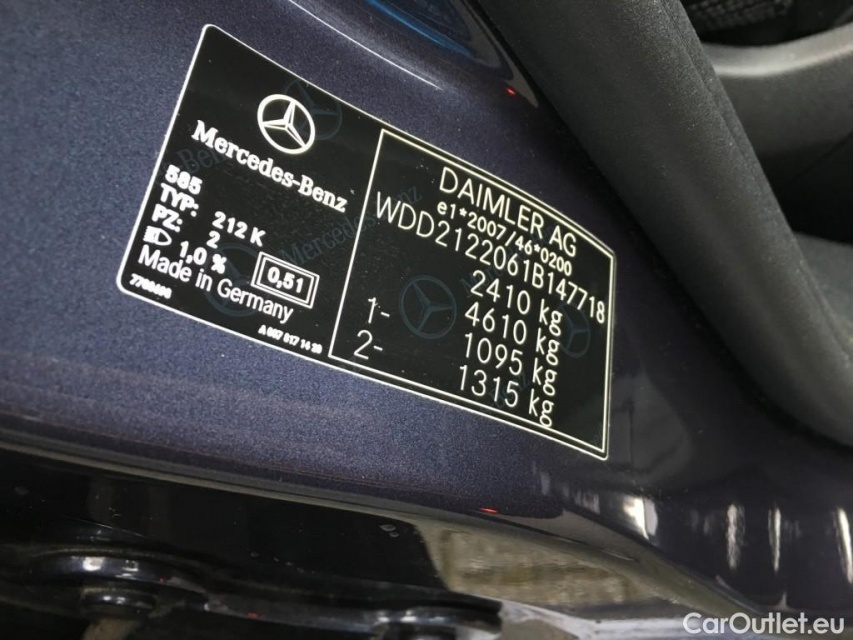 Mercedes-Benz
585
TYP: 212 K
PZ: 2
1,0 %
0,51
Made in Germany
DAIMLER AG
e1*2007/46*0200
WDD2122061B147718
2410 kg
4610 kg
1- 1095 kg
2- 1315 kg
CarOutlet.eu